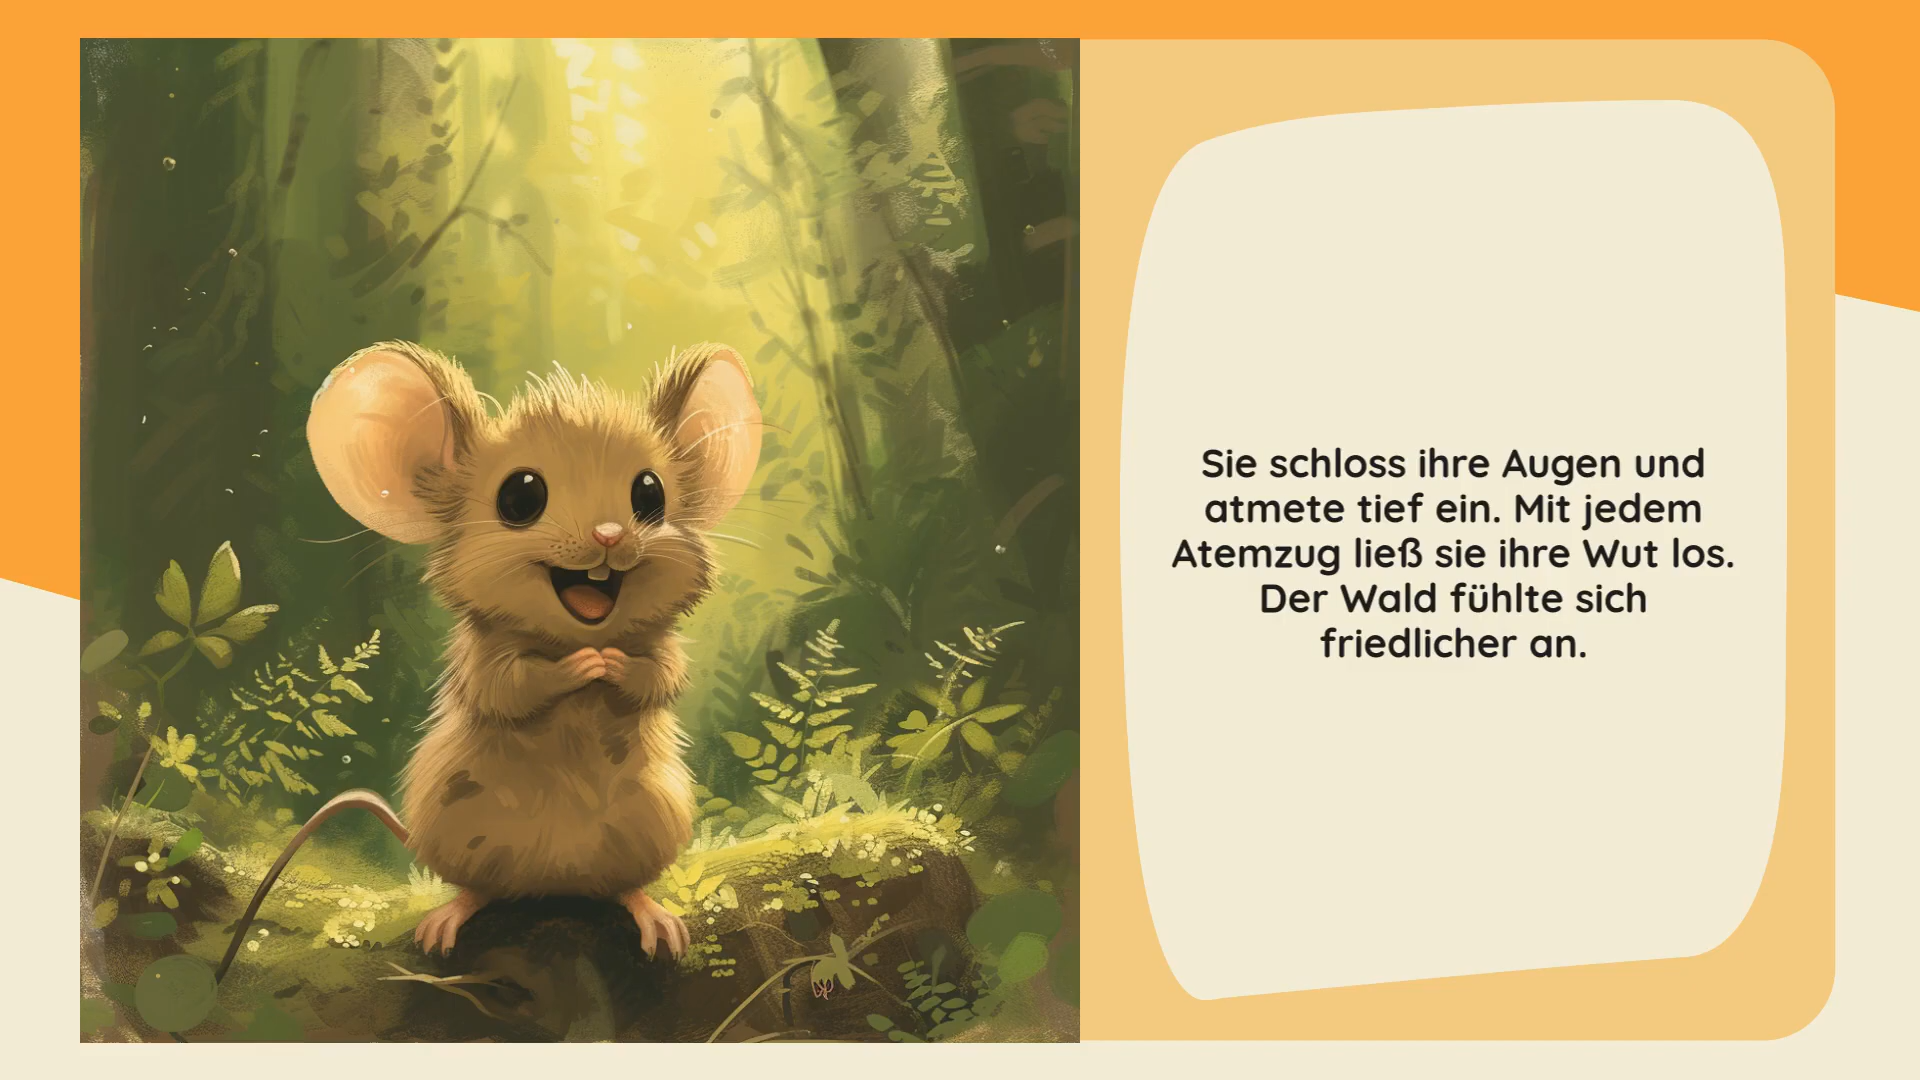 Sie schloss ihre Augen und
atmete tief ein. Mit jedem
Atemzug ließ sie ihre Wut los.
Der Wald fühlte sich
friedlicher an.